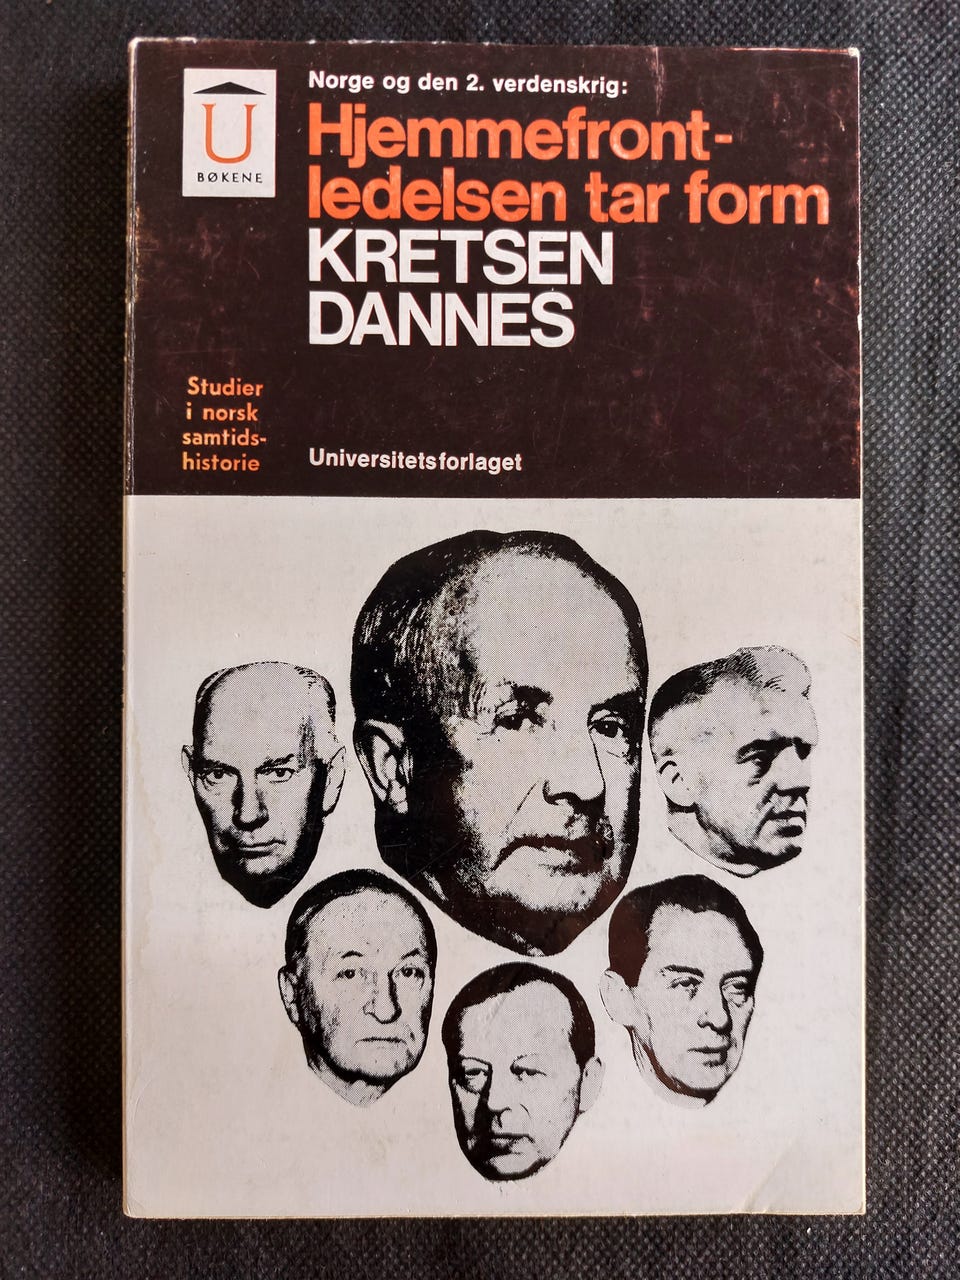 U
BØKENE
Norge og den 2. verdenskrig:
Hjemmefront-
ledelsen tar form
KRETSEN
DANNES
Studier
i norsk
samtids-
historie
Universitetsforlaget